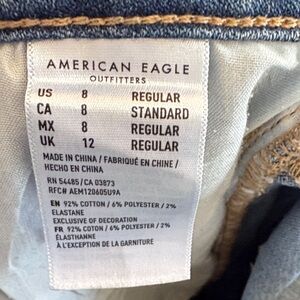 AMERICAN EAGLE
OUTFITTERS
US 8 REGULAR
CA 8 STANDARD
MX 8 REGULAR
UK 12 REGULAR
MADE IN CHINA / FABRIQUÉ EN CHINE /
HECHO EN CHINA
RN 54485/CA 03873
RFC# AEM120605U9A
EN 92% COTTON / 6% POLYESTER / 2%
ELASTANE
EXCLUSIVE OF DECORATION
FR 92% COTON / 6% POLYESTER / 2%
ÉLASTHANNE
À L'EXCEPTION DE LA GARNITURE